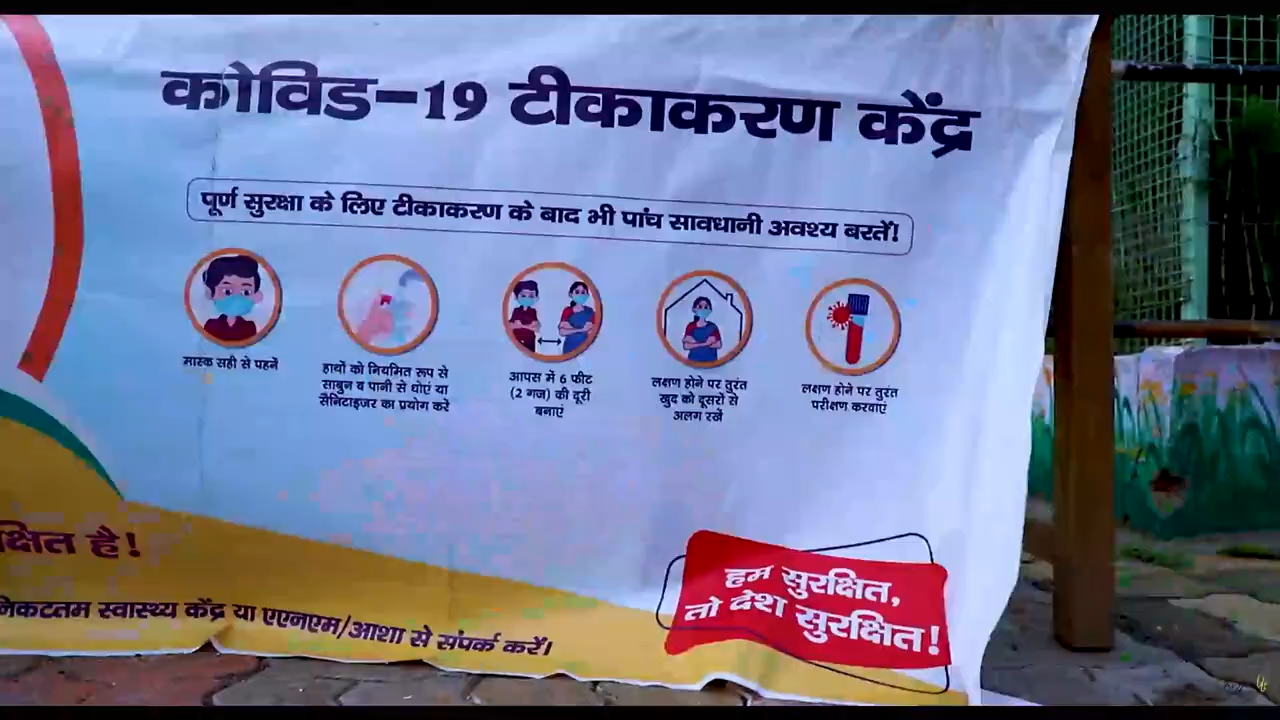 कोविड-19 टीकाकरण केंद्र
पूर्ण सुरक्षा के लिए टीकाकरण के बाद भी पांच सावधानी अवश्य बरतें!
मास्क सही से पहनें
हाथों को नियमित रूप से
साबुन व पानी से धोएं या
सैनिटाइजर का प्रयोग करें
आपस में 6 फीट
(2 गज) की दूरी
बनाएं
लक्षण होने पर तुरंत
खुद को दूसरों से
अलग रखें
लक्षण होने पर तुरंत
परीक्षण करवाएं
क्षित है!
निकटतम स्वास्थ्य केंद्र या एएनएम/आशा से संपर्क करें।
हम सुरक्षित,
तो देश सुरक्षित!